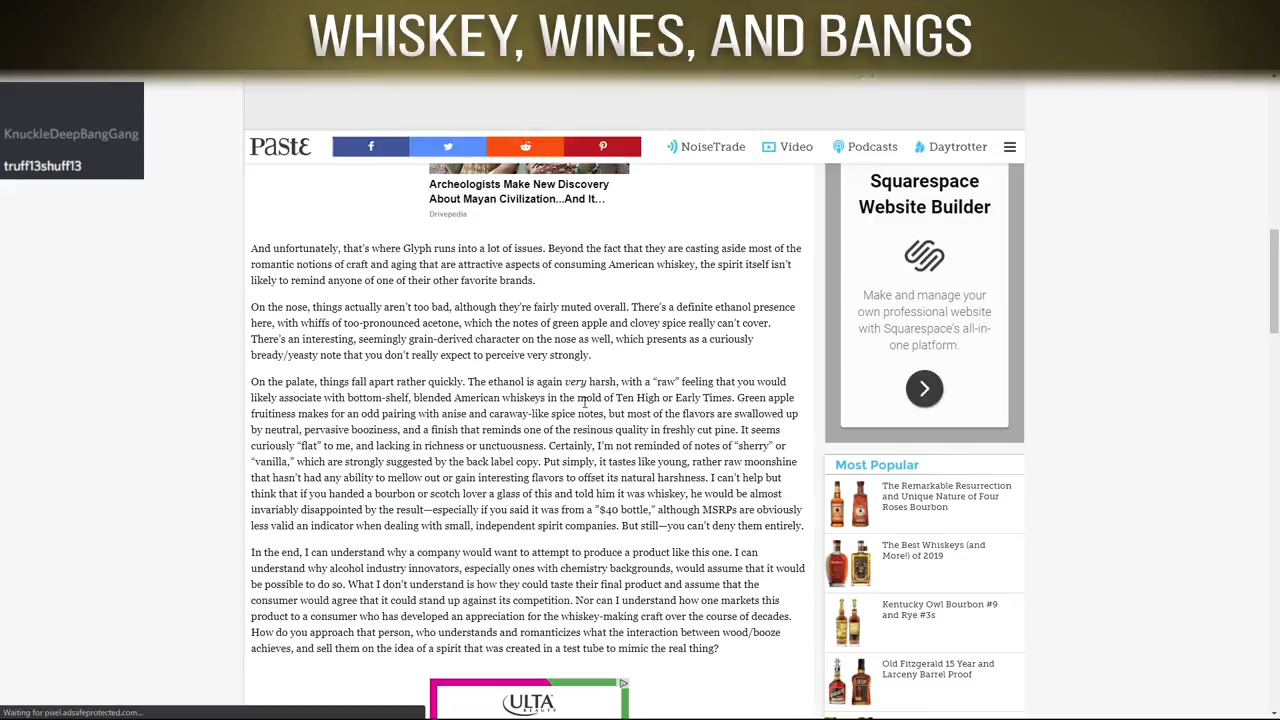 WHISKEY, WINES, AND BANGS
KnuckleDeepBangGang
truff13shuff13
Paste
NoiseTrade
Video
Podcasts
Daytrotter
Archeologists Make New Discovery
About Mayan Civilization...And It…
Drivepedia
And unfortunately, that’s where Glyph runs into a lot of issues. Beyond the fact that they are casting aside most of the
romantic notions of craft and aging that are attractive aspects of consuming American whiskey, the spirit itself isn’t
likely to remind anyone of one of their other favorite brands.
On the nose, things actually aren’t too bad, although they’re fairly muted overall. There’s a definite ethanol presence
here, with whiffs of too-pronounced acetone, which the notes of green apple and clovey spice really can’t cover.
There’s an interesting, seemingly grain-derived character on the nose as well, which presents as a curiously
bready/yeasty note that you don’t really expect to perceive very strongly.
On the palate, things fall apart rather quickly. The ethanol is again very harsh, with a “raw” feeling that you would
likely associate with bottom-shelf, blended American whiskeys in the mold of Ten High or Early Times. Green apple
fruitiness makes for an odd pairing with anise and caraway-like spice notes, but most of the flavors are swallowed up
by neutral, pervasive booziness, and a finish that reminds one of the resinous quality in freshly cut pine. It seems
curiously “flat” to me, and lacking in richness or unctuousness. Certainly, I’m not reminded of notes of “sherry” or
“vanilla,” which are strongly suggested by the back label copy. Put simply, it tastes like young, rather raw moonshine
that hasn’t had any ability to mellow out or gain interesting flavors to offset its natural harshness. I can’t help but
think that if you handed a bourbon or scotch lover a glass of this and told him it was whiskey, he would be almost
invariably disappointed by the result—especially if you said it was from a ”$40 bottle,” although MSRPs are obviously
less valid an indicator when dealing with small, independent spirit companies. But still—you can’t deny them entirely.
In the end, I can understand why a company would want to attempt to produce a product like this one. I can
understand why alcohol industry innovators, especially ones with chemistry backgrounds, would assume that it would
be possible to do so. What I don’t understand is how they could taste their final product and assume that the
consumer would agree that it could stand up against its competition. Nor can I understand how one markets this
product to a consumer who has developed an appreciation for the whiskey-making craft over the course of decades.
How do you approach that person, who understands and romanticizes what the interaction between wood/booze
achieves, and sell them on the idea of a spirit that was created in a test tube to mimic the real thing?
ULTA
BEAUTY
Squarespace
Website Builder
Make and manage your
own professional website
with Squarespace's all-in-
one platform.
Most Popular
The Remarkable Resurrection
and Unique Nature of Four
Roses Bourbon
The Best Whiskeys (and
More!) of 2019
Kentucky Owl Bourbon #9
and Rye #3s
Old Fitzgerald 15 Year and
Larceny Barrel Proof
Waiting for pixel.adsafeprotected.com...